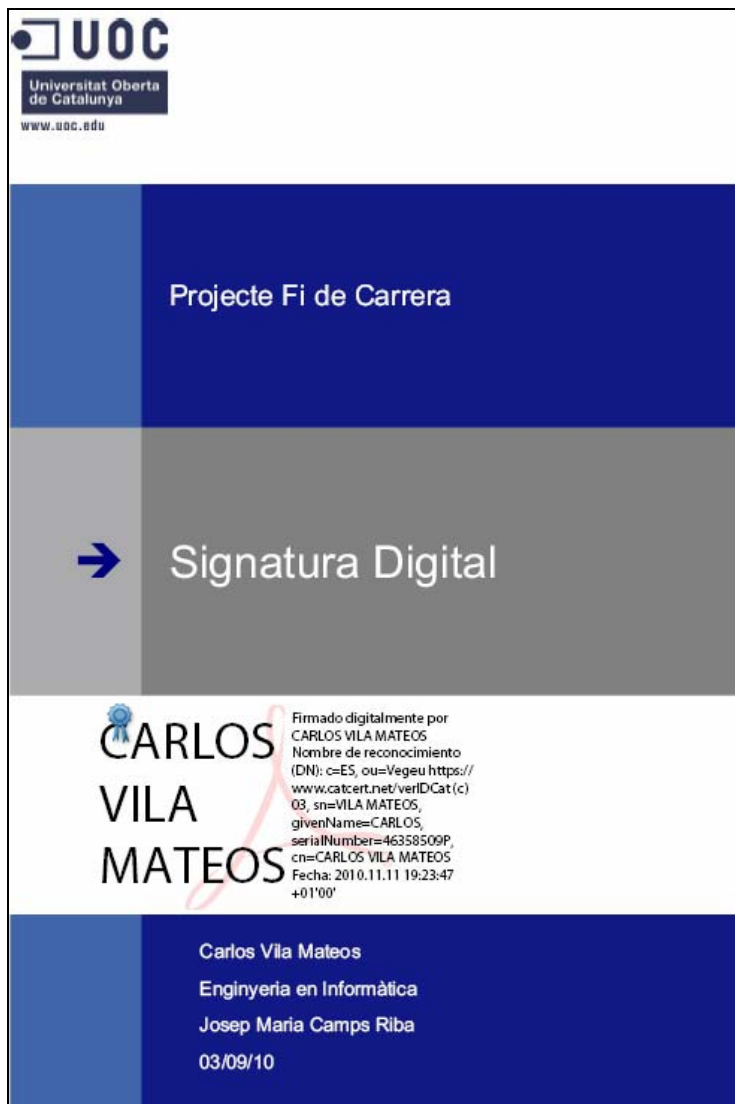 UOC
Universitat Oberta
de Catalunya
www.uoc.edu
Projecte Fi de Carrera
Signatura Digital
CARLOS
VILA
MATEOS
Firmado digitalmente por
CARLOS VILA MATEOS
Nombre de reconocimiento
(DN): c=ES, ou=Vegeu https://
www.catcert.net/verIDCat (c)
03, sn=VILA MATEOS,
givenName=CARLOS,
serialNumber=46358509P,
cn=CARLOS VILA MATEOS
Fecha: 2010.11.11 19:23:47
+01'00'
Carlos Vila Mateos
Enginyeria en Informàtica
Josep Maria Camps Riba
03/09/10